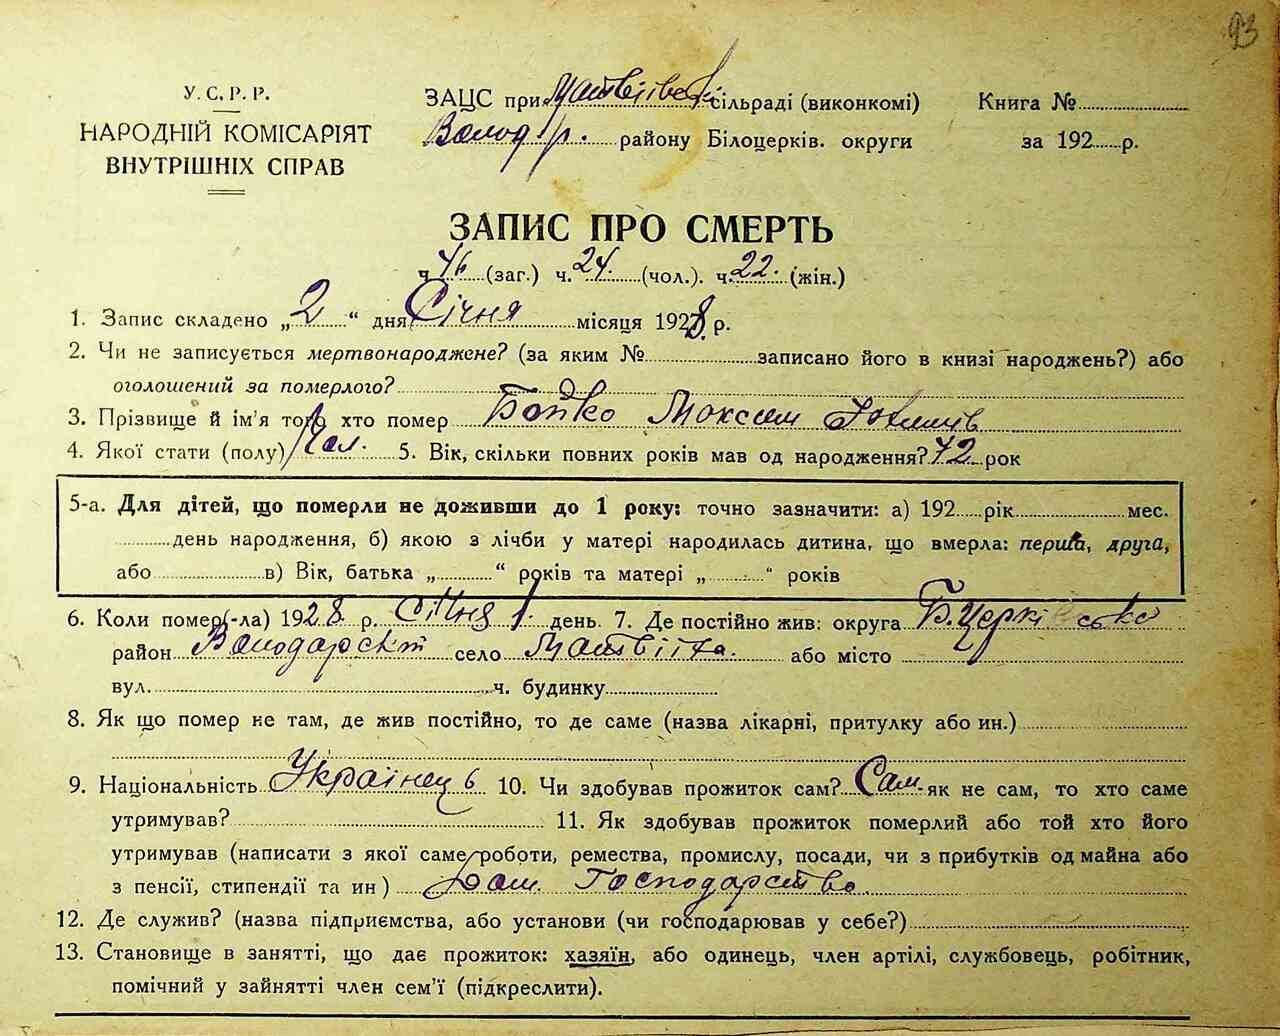 93
У. С. Р. Р.
НАРОДНІЙ КОМІСАРІЯТ
ВНУТРІШНІХ СПРАВ
ЗАЦС при сільраді (виконкомі)
Волод р. району Білоцерків. округи
Книга №
за 192 р.
ЗАПИС ПРО СМЕРТЬ
ч. 46 (заг.) ч. 24. (чол.). ч. 22. (жін.)
1. Запис складено „ 2 “ дня Січня місяця 1928 р.
2. Чи не записується мертвонароджене? (за яким № записано його в книзі народжень?) або
оголошений за померлого?
3. Прізвище й ім’я того хто помер Бойко Максим
4. Якої стати (полу) Чол. 5. Вік, скільки повних років мав од народження? 72 рок
5-а. Для дітей, що померли не доживши до 1 року: точно зазначити: а) 192 рік мес.
день народження, б) якою з лічби у матері народилась дитина, що вмерла: перша, друга,
або в) Вік, батька „ “ років та матері „ “ років
6. Коли помер(-ла) 1928 р. Січня 1. день. 7. Де постійно жив: округа Б.Церківська
район Володарськ село Матвіїха. або місто
вул. ч. будинку
8. Як що помер не там, де жив постійно, то де саме (назва лікарні, притулку або ин.)
9. Національність Українець 10. Чи здобував прожиток сам? Сам. як не сам, то хто саме
утримував? 11. Як здобував прожиток померлий або той хто його
утримував (написати з якої саме роботи, ремества, промислу, посади, чи з прибутків од майна або
з пенсії, стипендії та ин) Дом. Господарство.
12. Де служив? (назва підприємства, або установи (чи господарював у себе?)
13. Становище в занятті, що дає прожиток: хазяїн, або одинець, член артілі, службовець, робітник,
помічний у зайнятті член сем’ї (підкреслити).